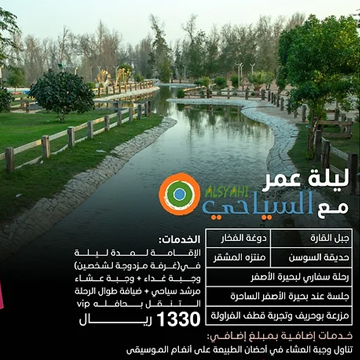 ليلة عمر
مع السياحي
ALSYAHI
جبل القارة
دوغة الفخار
حديقة السوسن
منتزه المشقر
رحلة سفاري لبحيرة الأصفر
جلسة عند بحيرة الأصفر الساحرة
مزرعة بوحريف وتجربة قطف الفراولة
الخدمات:
الإقامة لمدة ليلة
في(غرفة مزدوجة لشخصين)
وجبة غداء + وجبة عشاء
مرشد سياحي + ضيافة طوال الرحلة
التنقل بحافله vip
1330 ريال
خدمات إضافية بمبلغ إضافي:
تناول وجبة العشاء في أحضان الطبيعة على أنغام الموسيقى